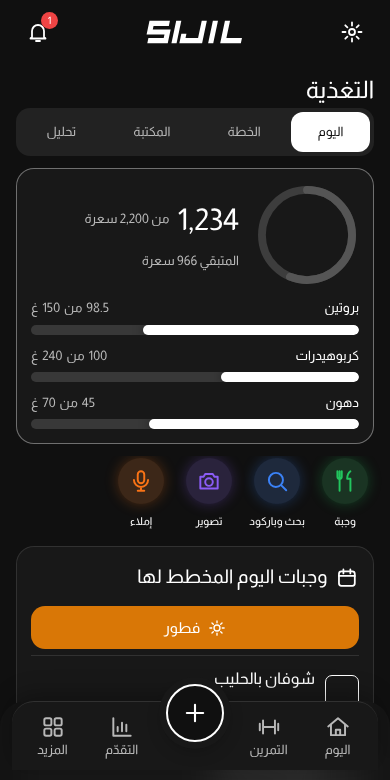 1
SIJIL
التغذية
اليوم
الخطة
المكتبة
تحليل
1,234 من 2,200 سعرة
المتبقي 966 سعرة
بروتين 98.5 من 150 غ
كربوهيدرات 100 من 240 غ
دهون 45 من 70 غ
وجبة
بحث وباركود
تصوير
إملاء
وجبات اليوم المخطط لها
فطور
شوفان بالحليب
اليوم
التمرين
التقدّم
المزيد